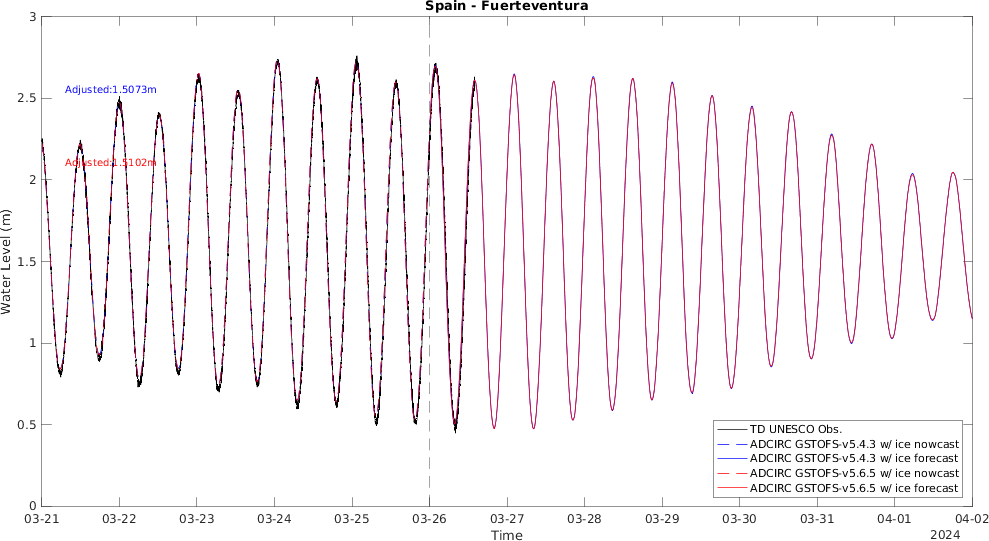 Spain - Fuerteventura
3
2.5
2
1.5
1
0.5
0
Water Level (m)
Adjusted:1.5073m
Adjusted:1.5102m
TD UNESCO Obs.
ADCIRC GSTOFS-v5.4.3 w/ ice nowcast
ADCIRC GSTOFS-v5.4.3 w/ ice forecast
ADCIRC GSTOFS-v5.6.5 w/ ice nowcast
ADCIRC GSTOFS-v5.6.5 w/ ice forecast
03-21 03-22 03-23 03-24 03-25 03-26 03-27 03-28 03-29 03-30 03-31 04-01 04-02
Time
2024